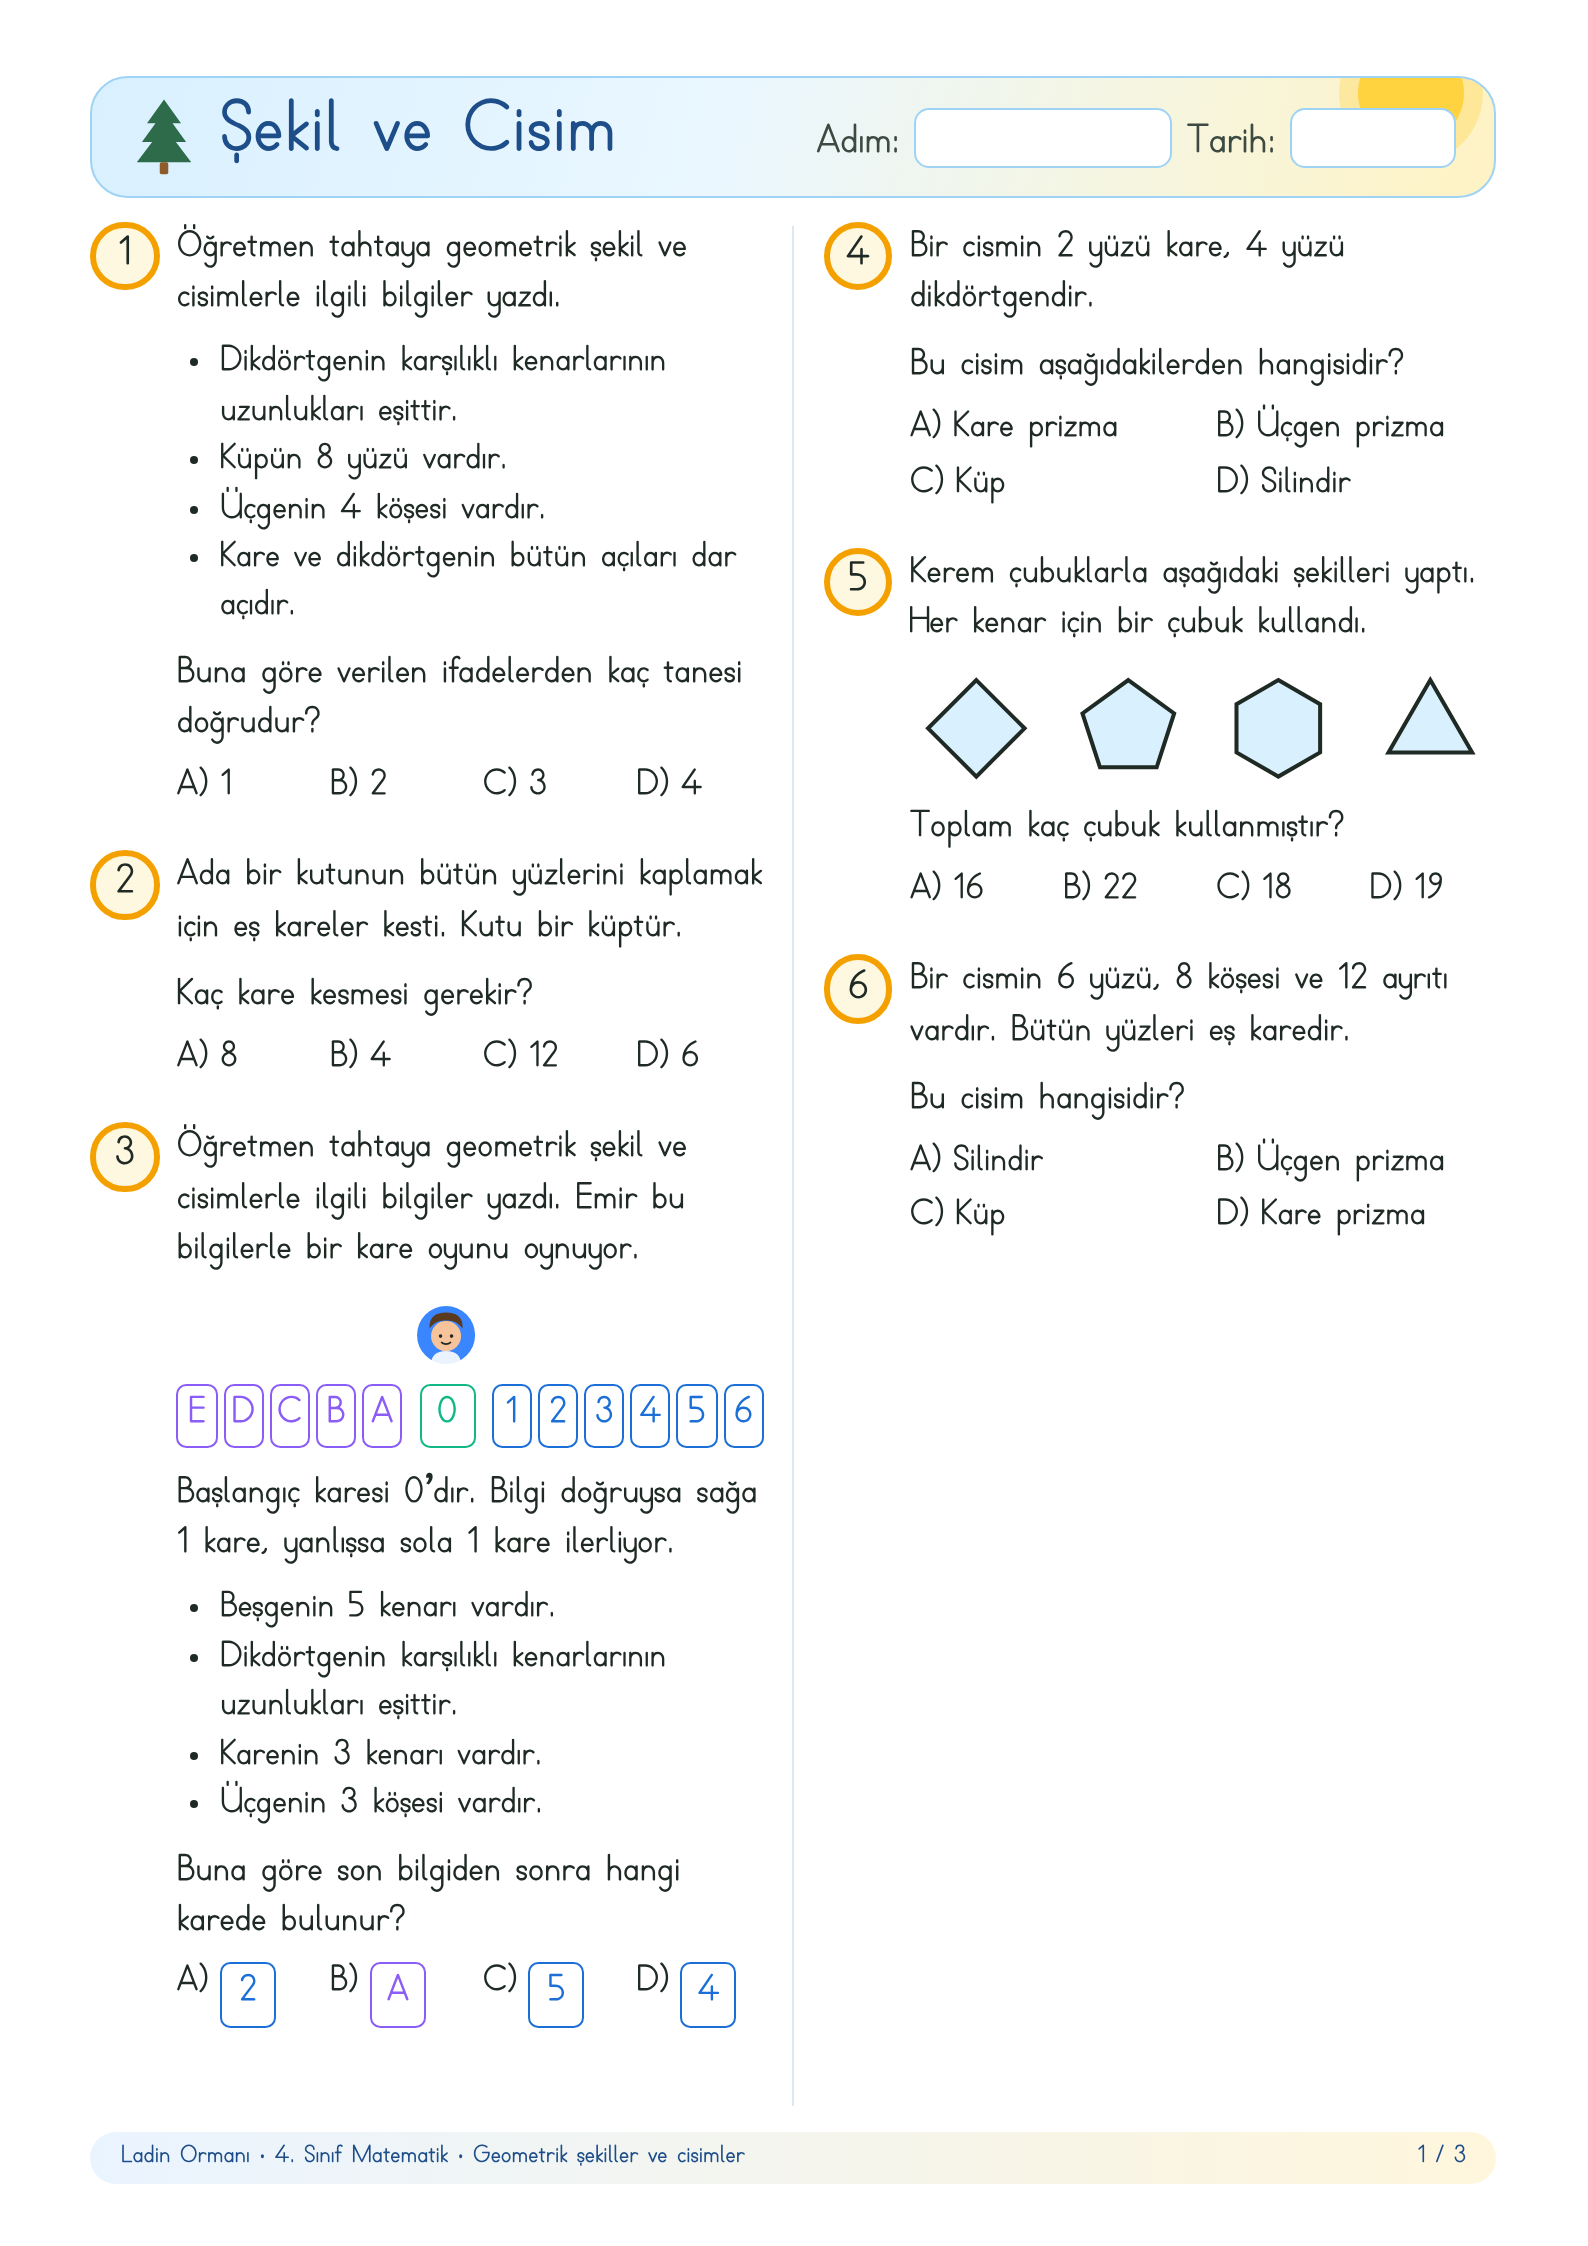 Şekil ve Cisim
Adım:
Tarih:
1
Öğretmen tahtaya geometrik şekil ve
cisimlerle ilgili bilgiler yazdı.
• Dikdörtgenin karşılıklı kenarlarının
uzunlukları eşittir.
• Küpün 8 yüzü vardır.
• Üçgenin 4 köşesi vardır.
• Kare ve dikdörtgenin bütün açıları dar
açıdır.
Buna göre verilen ifadelerden kaç tanesi
doğrudur?
A) 1 B) 2 C) 3 D) 4
2
Ada bir kutunun bütün yüzlerini kaplamak
için eş kareler kesti. Kutu bir küptür.
Kaç kare kesmesi gerekir?
A) 8 B) 4 C) 12 D) 6
3
Öğretmen tahtaya geometrik şekil ve
cisimlerle ilgili bilgiler yazdı. Emir bu
bilgilerle bir kare oyunu oynuyor.
E D C B A 0 1 2 3 4 5 6
Başlangıç karesi 0’dır. Bilgi doğruysa sağa
1 kare, yanlışsa sola 1 kare ilerliyor.
• Beşgenin 5 kenarı vardır.
• Dikdörtgenin karşılıklı kenarlarının
uzunlukları eşittir.
• Karenin 3 kenarı vardır.
• Üçgenin 3 köşesi vardır.
Buna göre son bilgiden sonra hangi
karede bulunur?
A) 2 B) A C) 5 D) 4
4
Bir cismin 2 yüzü kare, 4 yüzü
dikdörtgendir.
Bu cisim aşağıdakilerden hangisidir?
A) Kare prizma B) Üçgen prizma
C) Küp D) Silindir
5
Kerem çubuklarla aşağıdaki şekilleri yaptı.
Her kenar için bir çubuk kullandı.
Toplam kaç çubuk kullanmıştır?
A) 16 B) 22 C) 18 D) 19
6
Bir cismin 6 yüzü, 8 köşesi ve 12 ayrıtı
vardır. Bütün yüzleri eş karedir.
Bu cisim hangisidir?
A) Silindir B) Üçgen prizma
C) Küp D) Kare prizma
Ladin Ormanı • 4. Sınıf Matematik • Geometrik şekiller ve cisimler
1 / 3